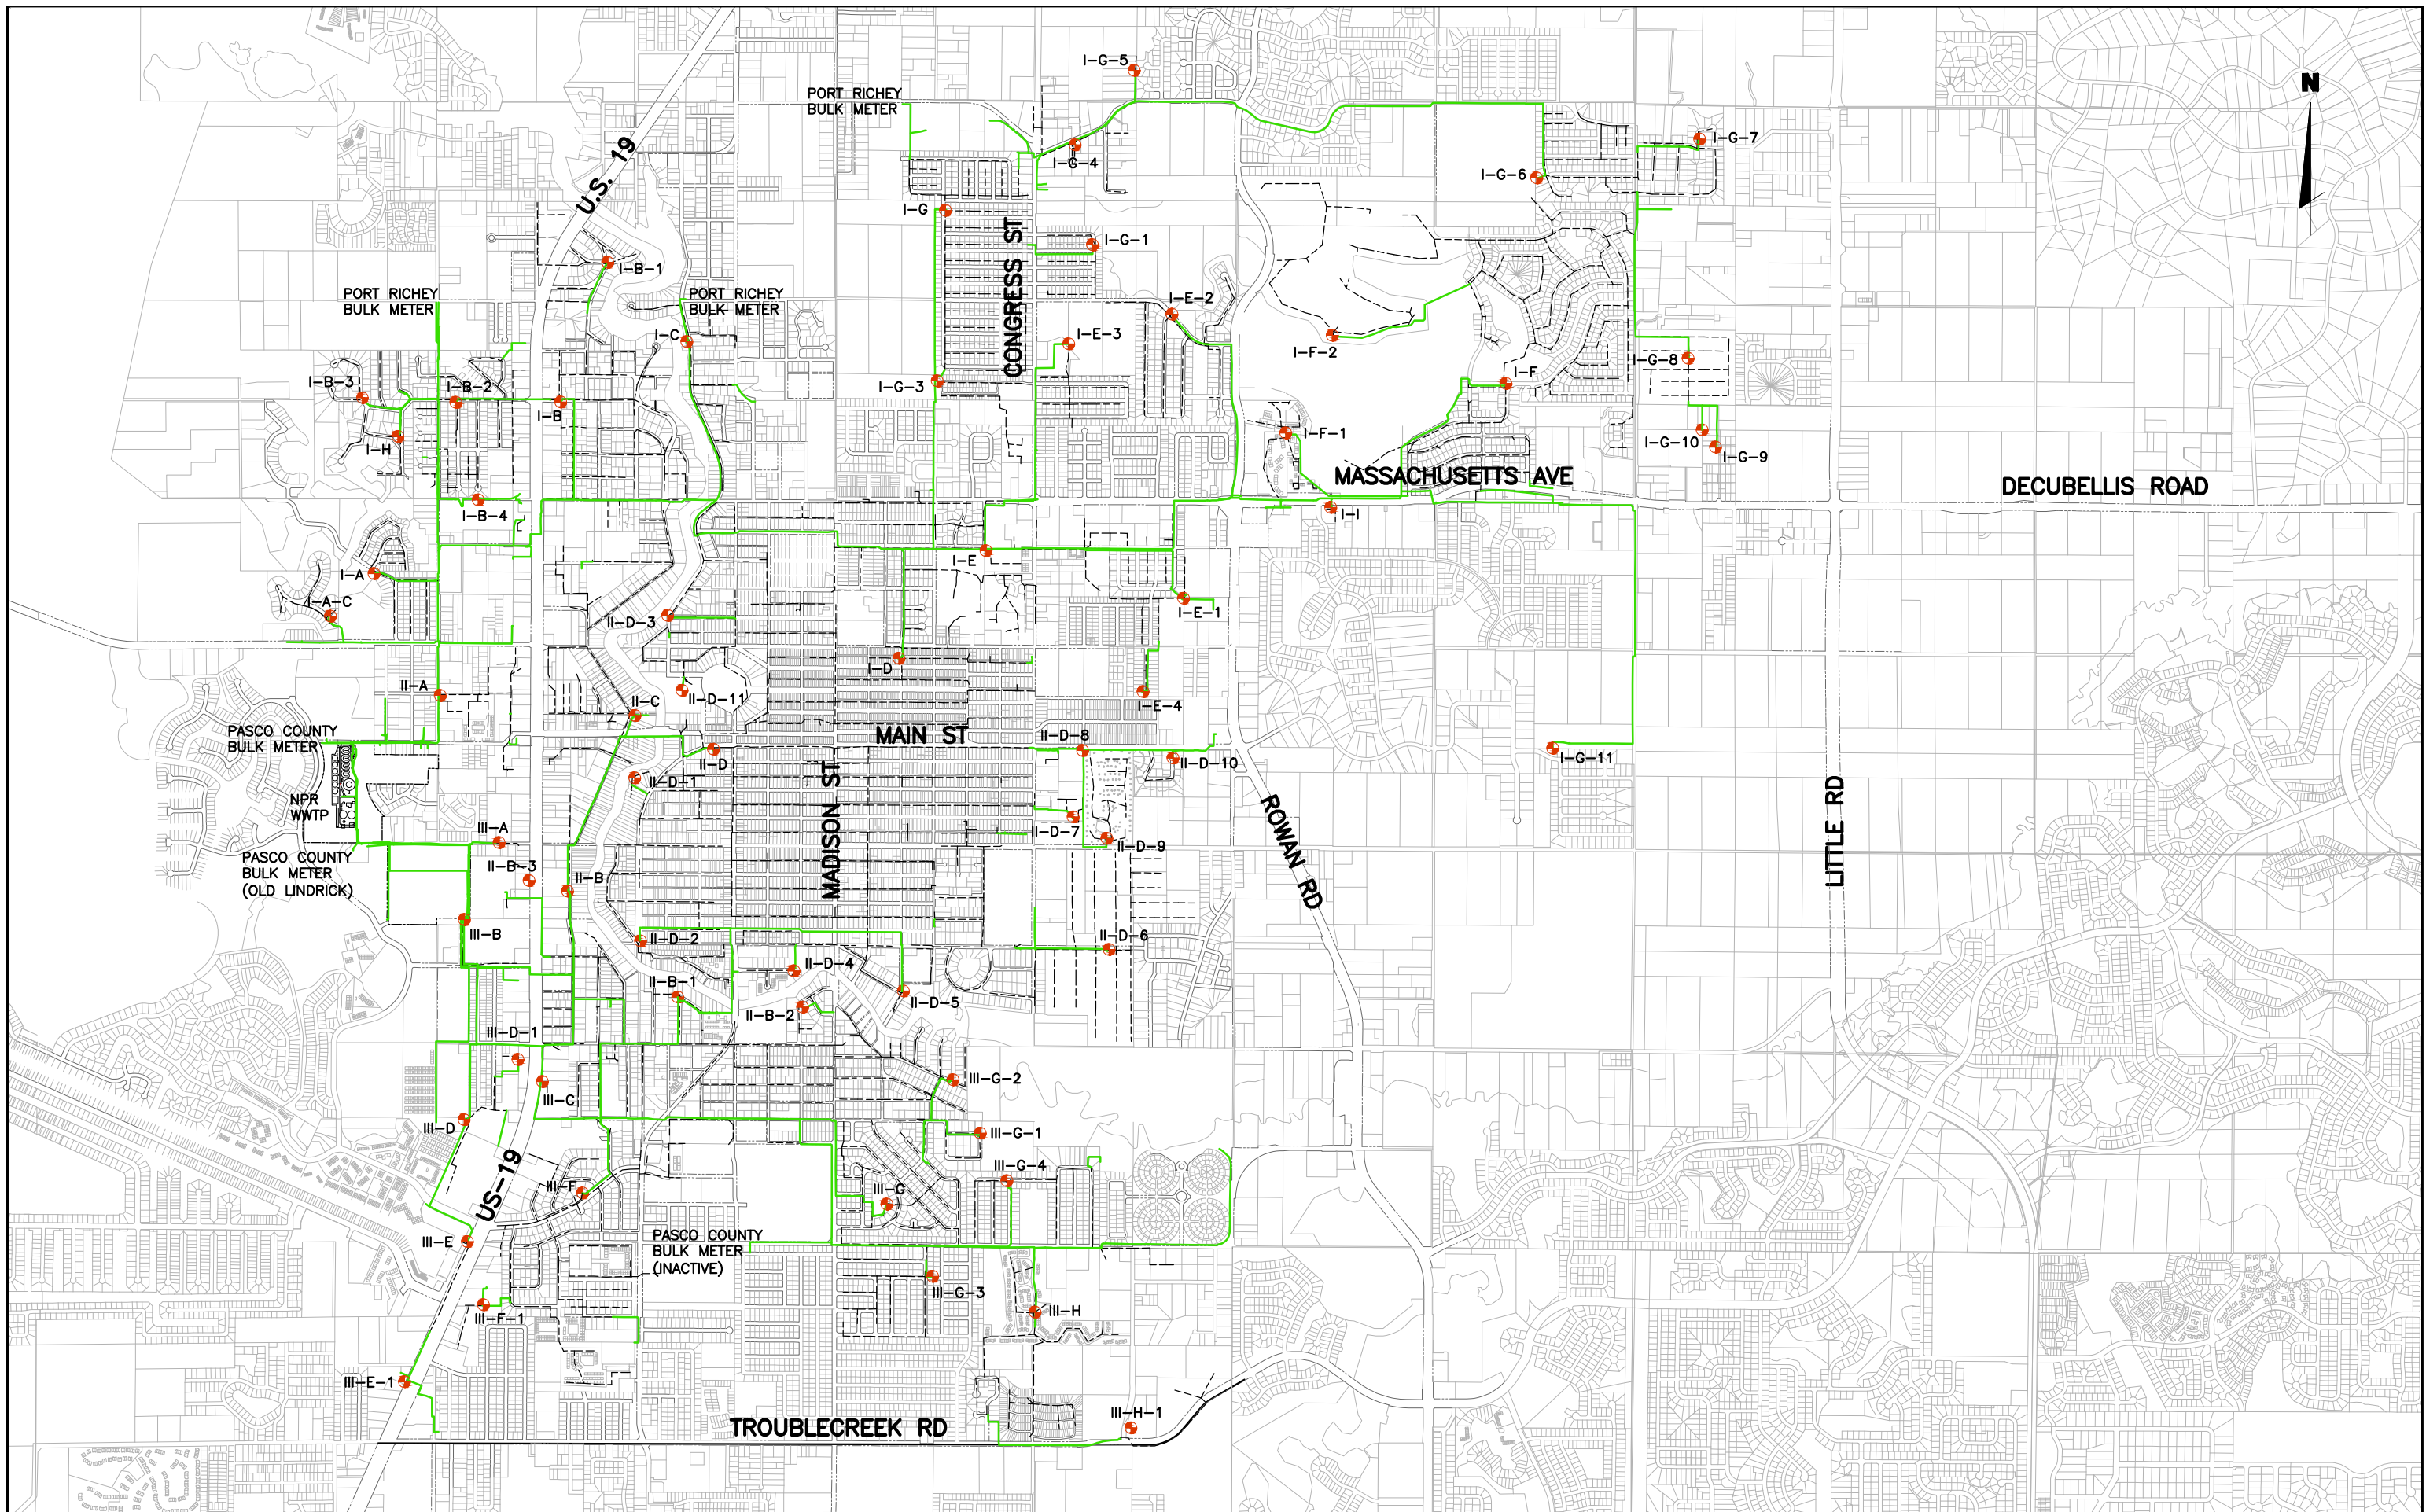 I-G-5
N
PORT RICHEY
BULK METER
U.S. 19
I-G-4
I-G-7
I-G-6
I-G
CONGRESS ST
I-G-1
I-B-1
PORT RICHEY
BULK METER
PORT RICHEY
BULK METER
I-E-2
I-C
I-E-3
I-F-2
I-G-8
I-B-3
I-B-2
I-G-3
I-F
I-B
I-H
I-F-1
I-G-10
I-G-9
MASSACHUSETTS AVE
DECUBELLIS ROAD
I-B-4
I-I
I-E
I-A
I-A-C
I-E-1
II-D-3
I-D
II-A
II-D-11
II-C
I-E-4
PASCO COUNTY
BULK METER
MAIN ST
II-D-8
II-D
II-D-10
I-G-11
II-D-1
MADISON ST
NPR
WWTP
ROWAN RD
LITTLE RD
III-A
II-D-7
II-D-9
PASCO COUNTY
BULK METER
(OLD LINDRICK)
II-B-3
II-B
III-B
II-D-2
II-D-6
II-D-4
II-B-1
II-D-5
II-B-2
III-D-1
III-G-2
III-C
III-D
III-G-1
US-19
III-G-4
III-F
III-G
III-E
PASCO COUNTY
BULK METER
(INACTIVE)
III-G-3
III-H
III-F-1
III-E-1
III-H-1
TROUBLECREEK RD